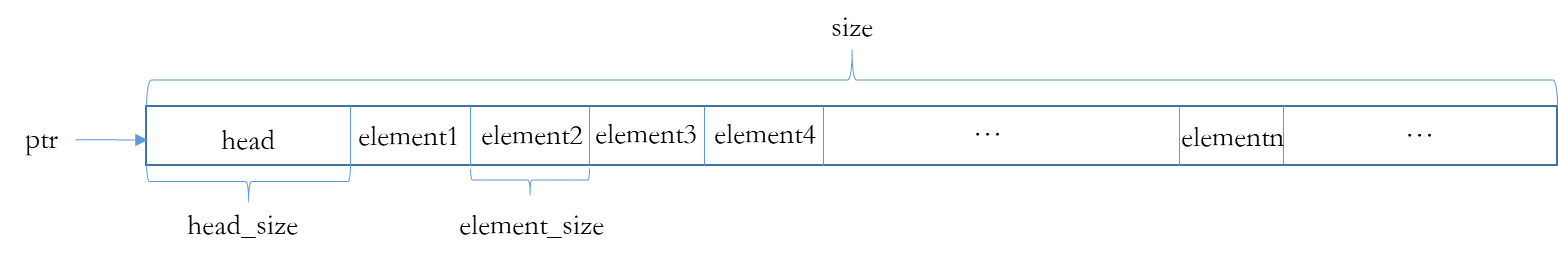 size
ptr
head
element1
element2
element3
element4
...
elementn
...
head_size
element_size